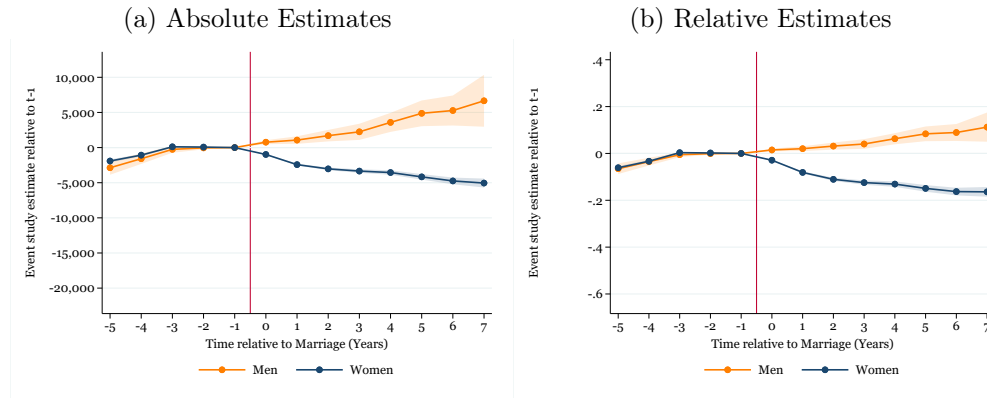 (a) Absolute Estimates
Event study estimate relative to t-1
10,000
5,000
0
-5,000
-10,000
-15,000
-20,000
-5 -4 -3 -2 -1 0 1 2 3 4 5 6 7
Time relative to Marriage (Years)
Men Women
(b) Relative Estimates
Event study estimate relative to t-1
.4
.2
0
-.2
-.4
-.6
-5 -4 -3 -2 -1 0 1 2 3 4 5 6 7
Time relative to Marriage (Years)
Men Women